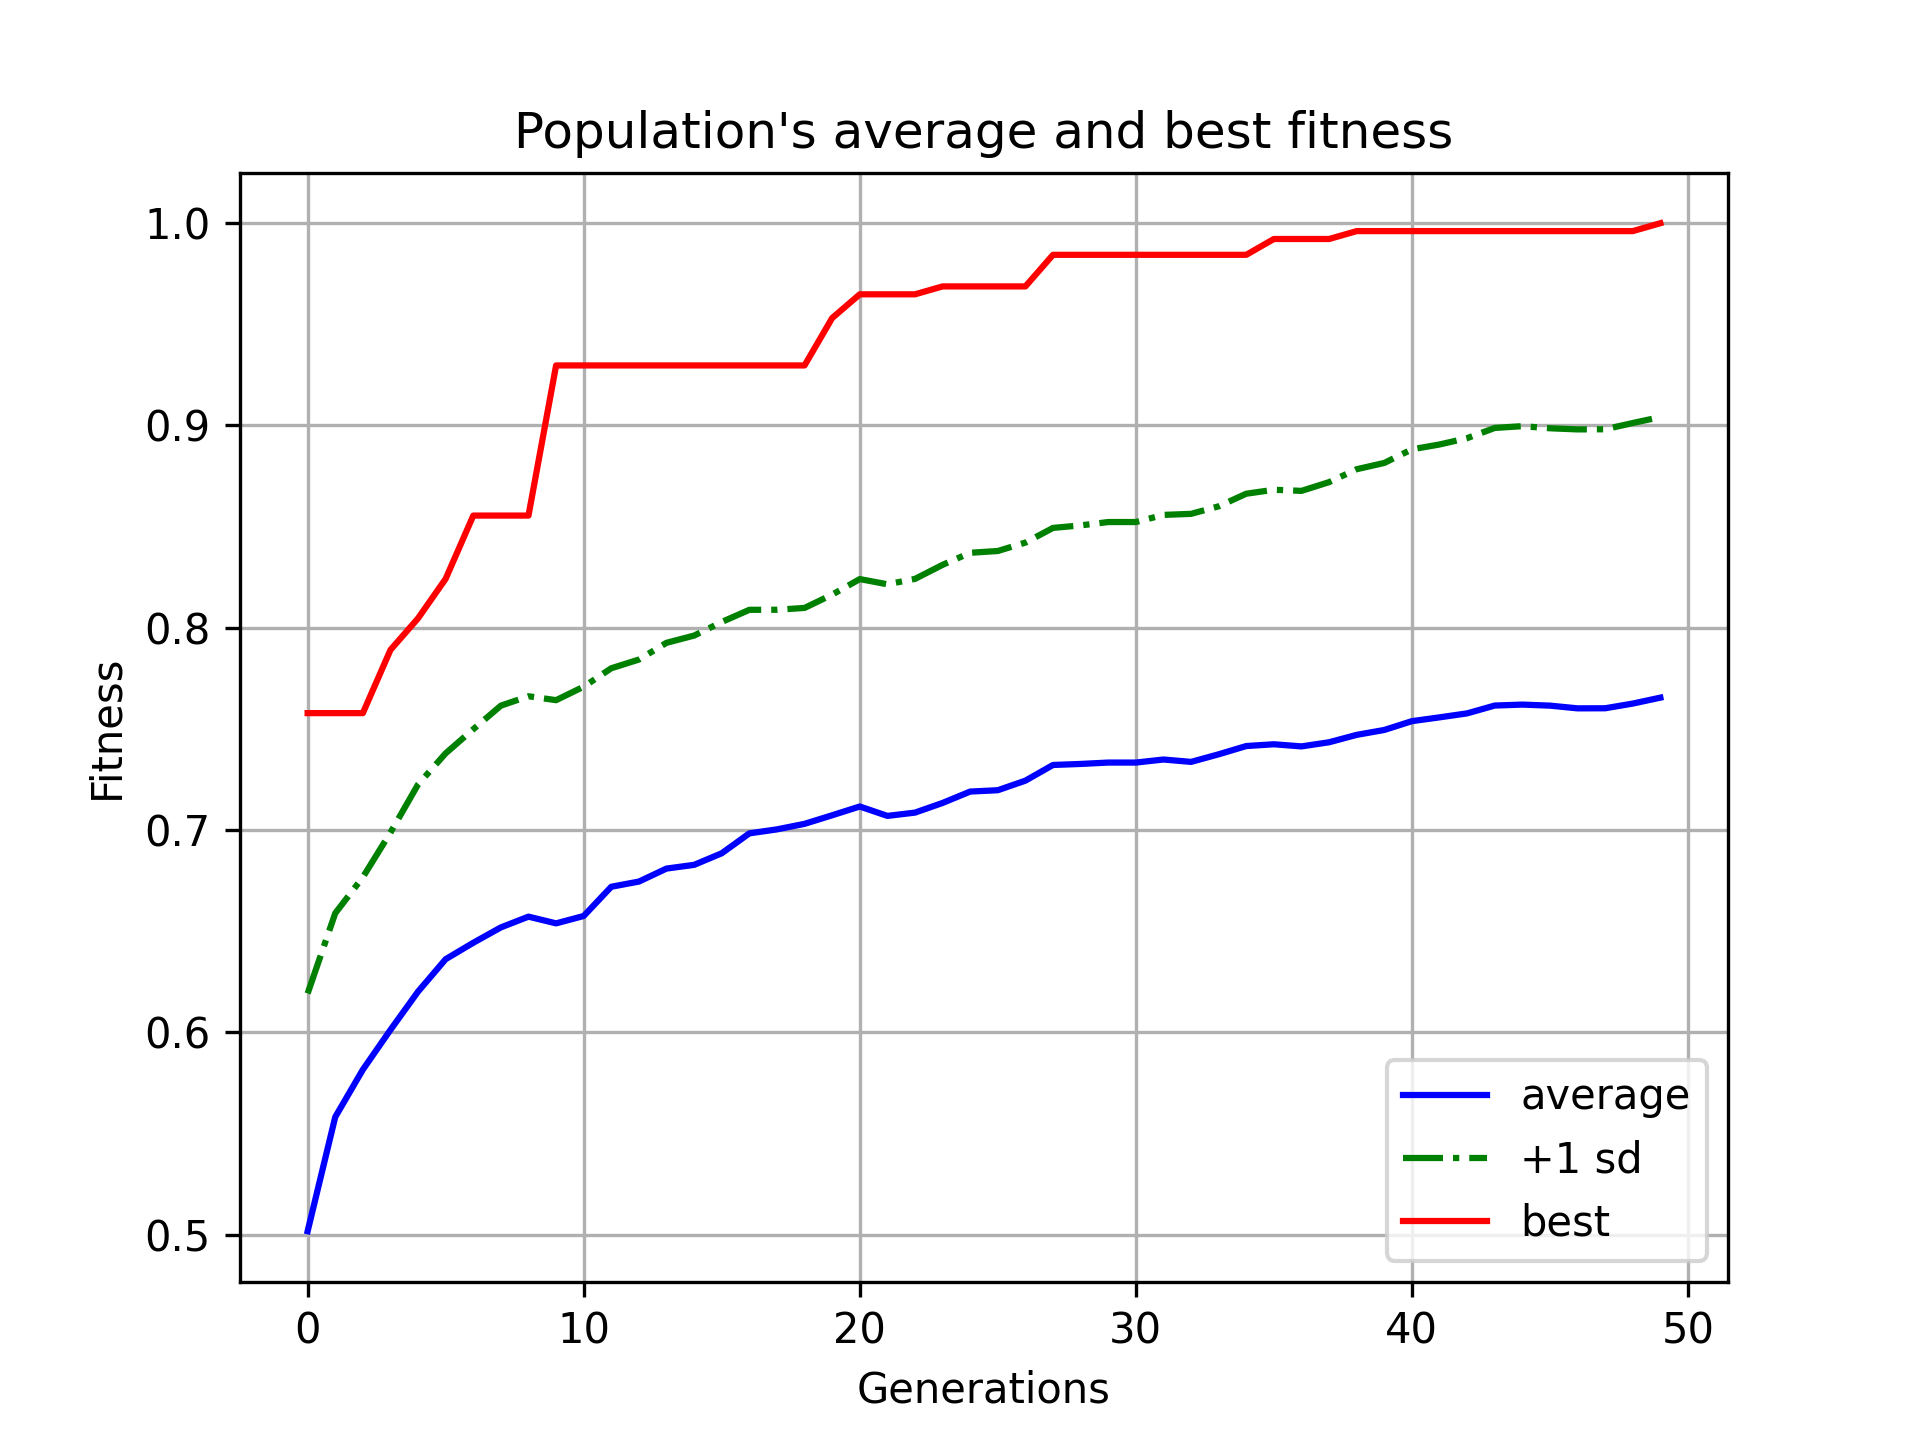 Population's average and best fitness
1.0
0.9
0.8
0.7
0.6
0.5
Fitness
average
+1 sd
best
0 10 20 30 40 50
Generations